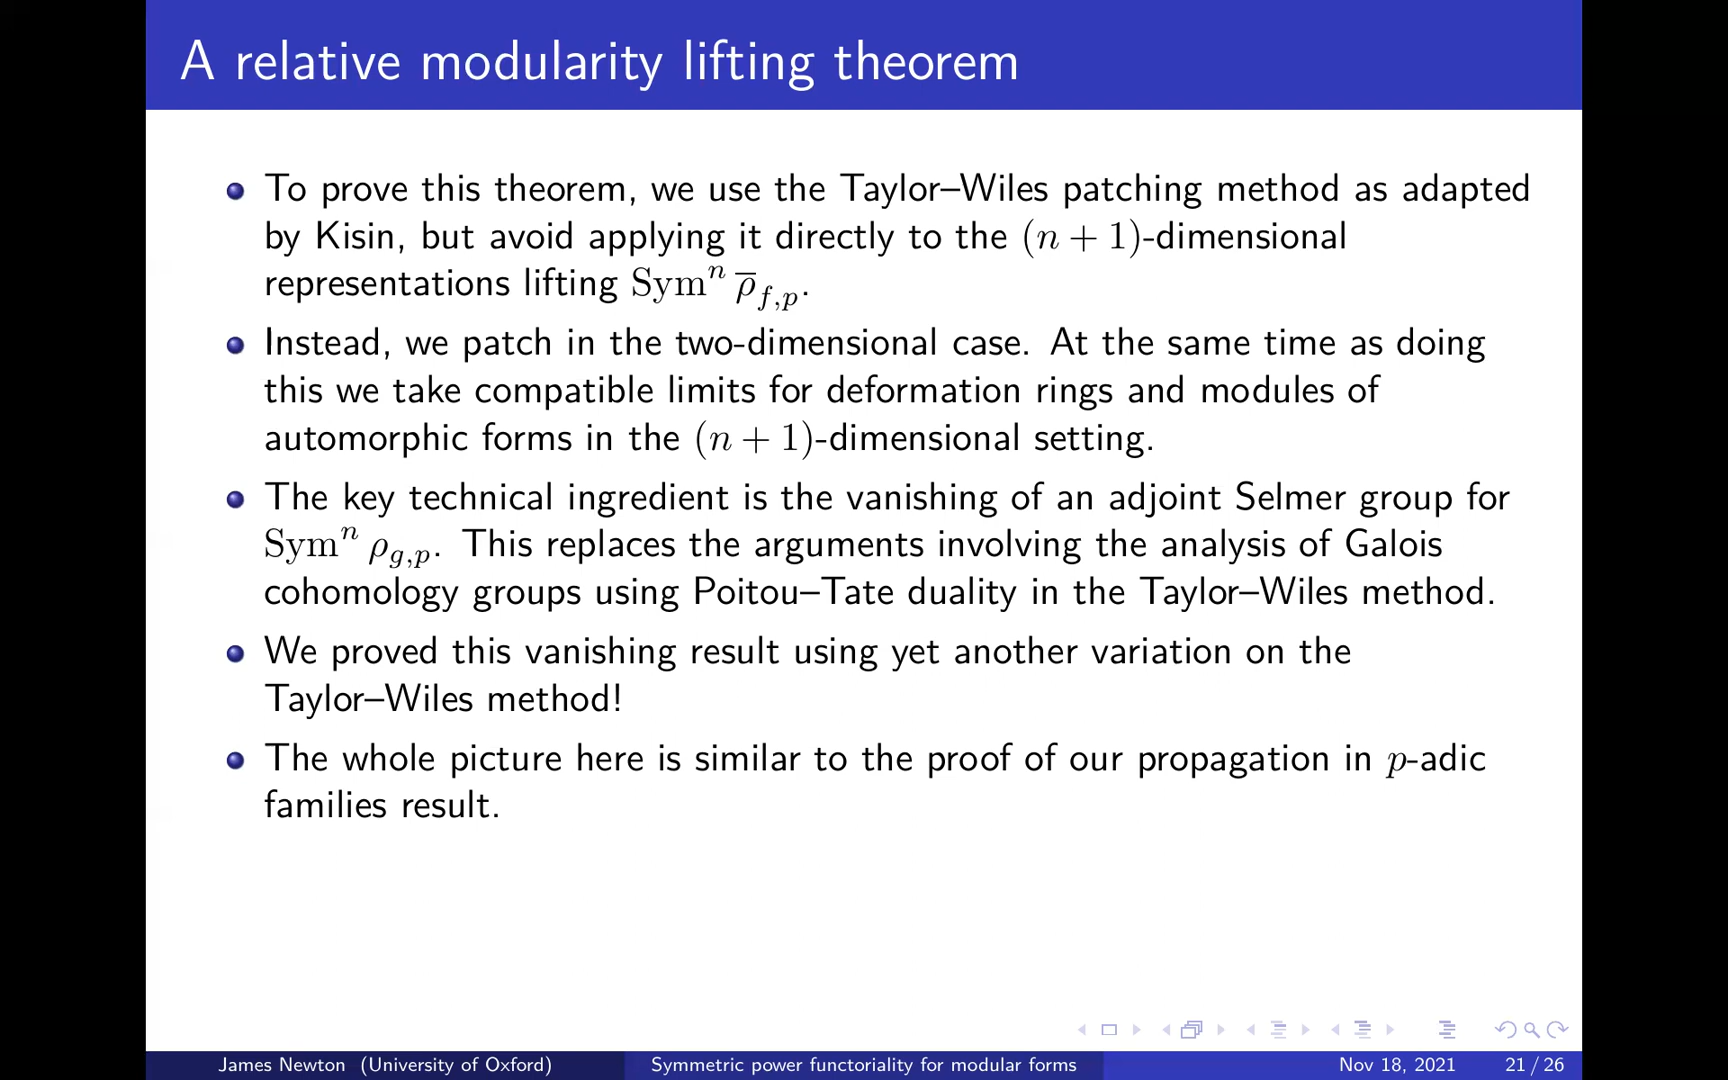 A relative modularity lifting theorem
To prove this theorem, we use the Taylor–Wiles patching method as adapted
by Kisin, but avoid applying it directly to the (n + 1)-dimensional
representations lifting Symⁿ ρ̅_{f,p}.
Instead, we patch in the two-dimensional case. At the same time as doing
this we take compatible limits for deformation rings and modules of
automorphic forms in the (n + 1)-dimensional setting.
The key technical ingredient is the vanishing of an adjoint Selmer group for
Symⁿ ρ_{g,p}. This replaces the arguments involving the analysis of Galois
cohomology groups using Poitou–Tate duality in the Taylor–Wiles method.
We proved this vanishing result using yet another variation on the
Taylor–Wiles method!
The whole picture here is similar to the proof of our propagation in p-adic
families result.
James Newton (University of Oxford) Symmetric power functoriality for modular forms Nov 18, 2021 21 / 26